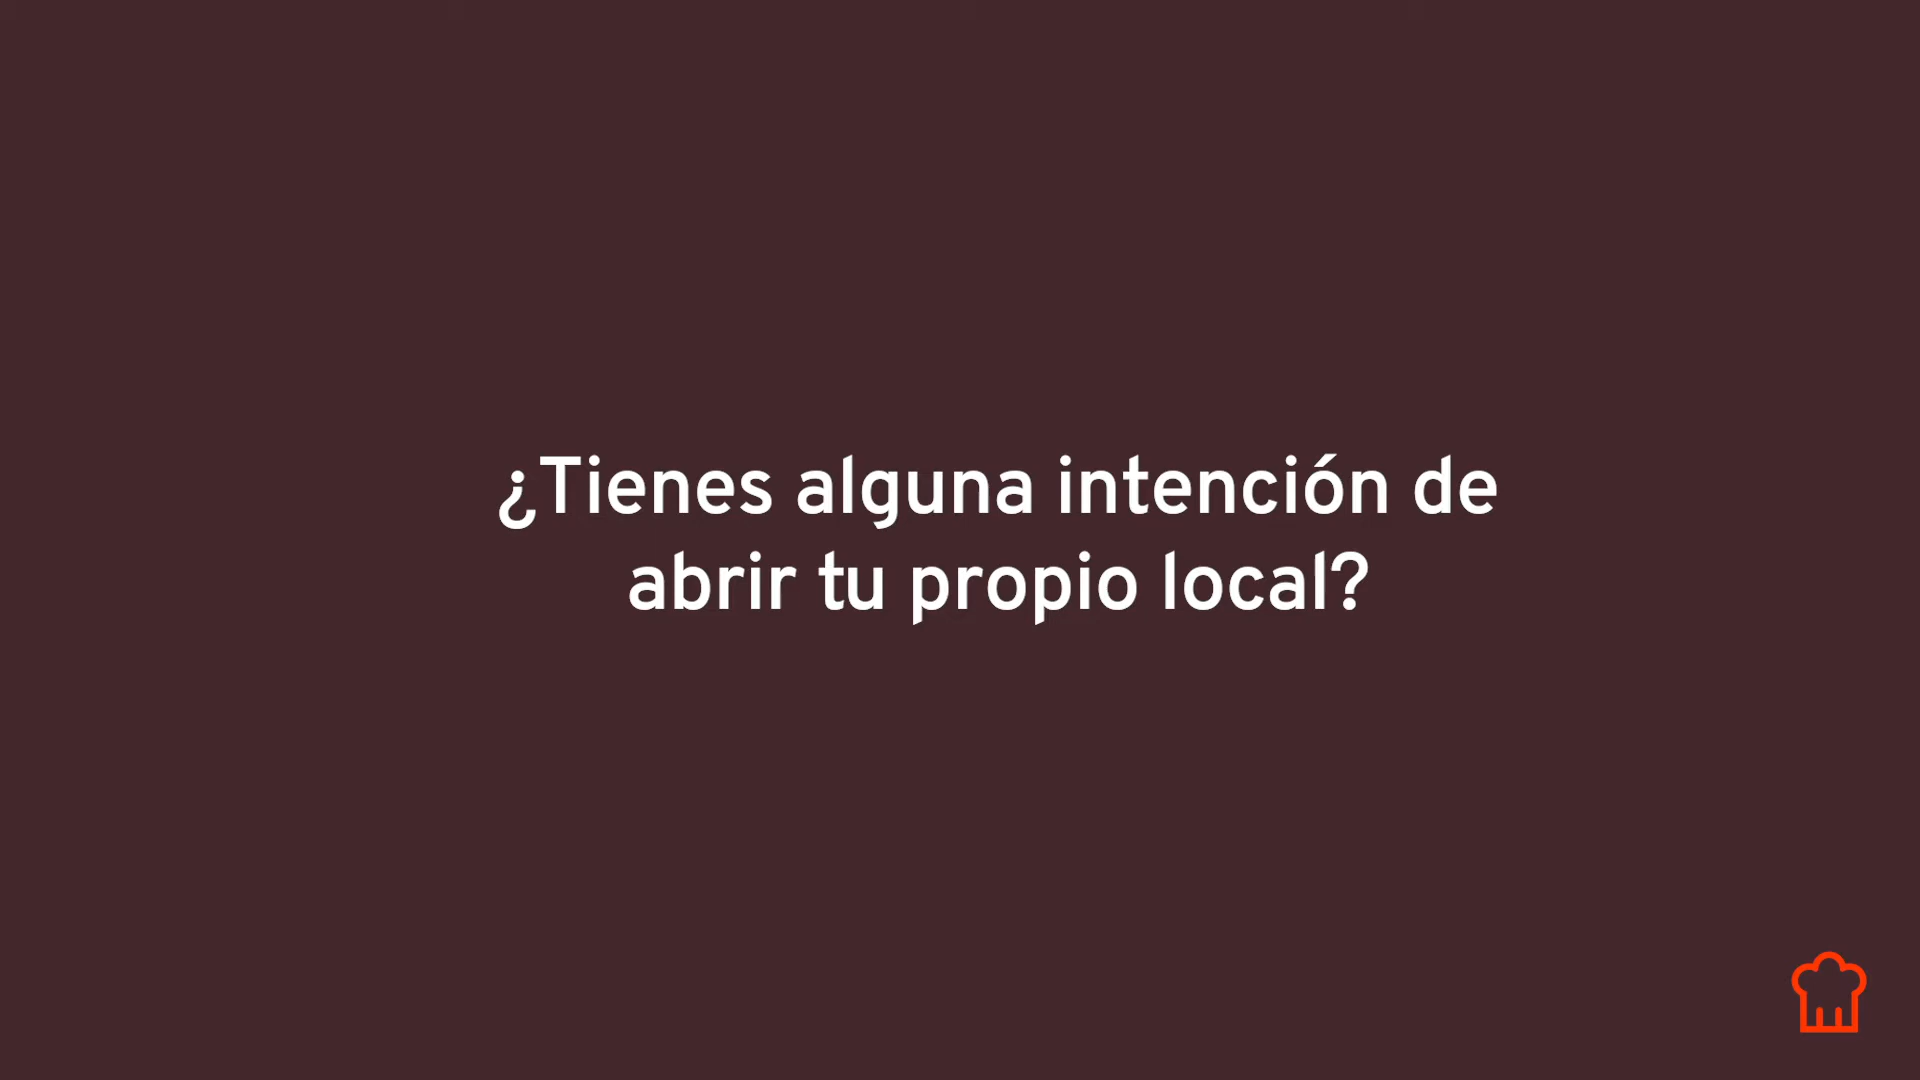 ¿Tienes alguna intención de
abrir tu propio local?